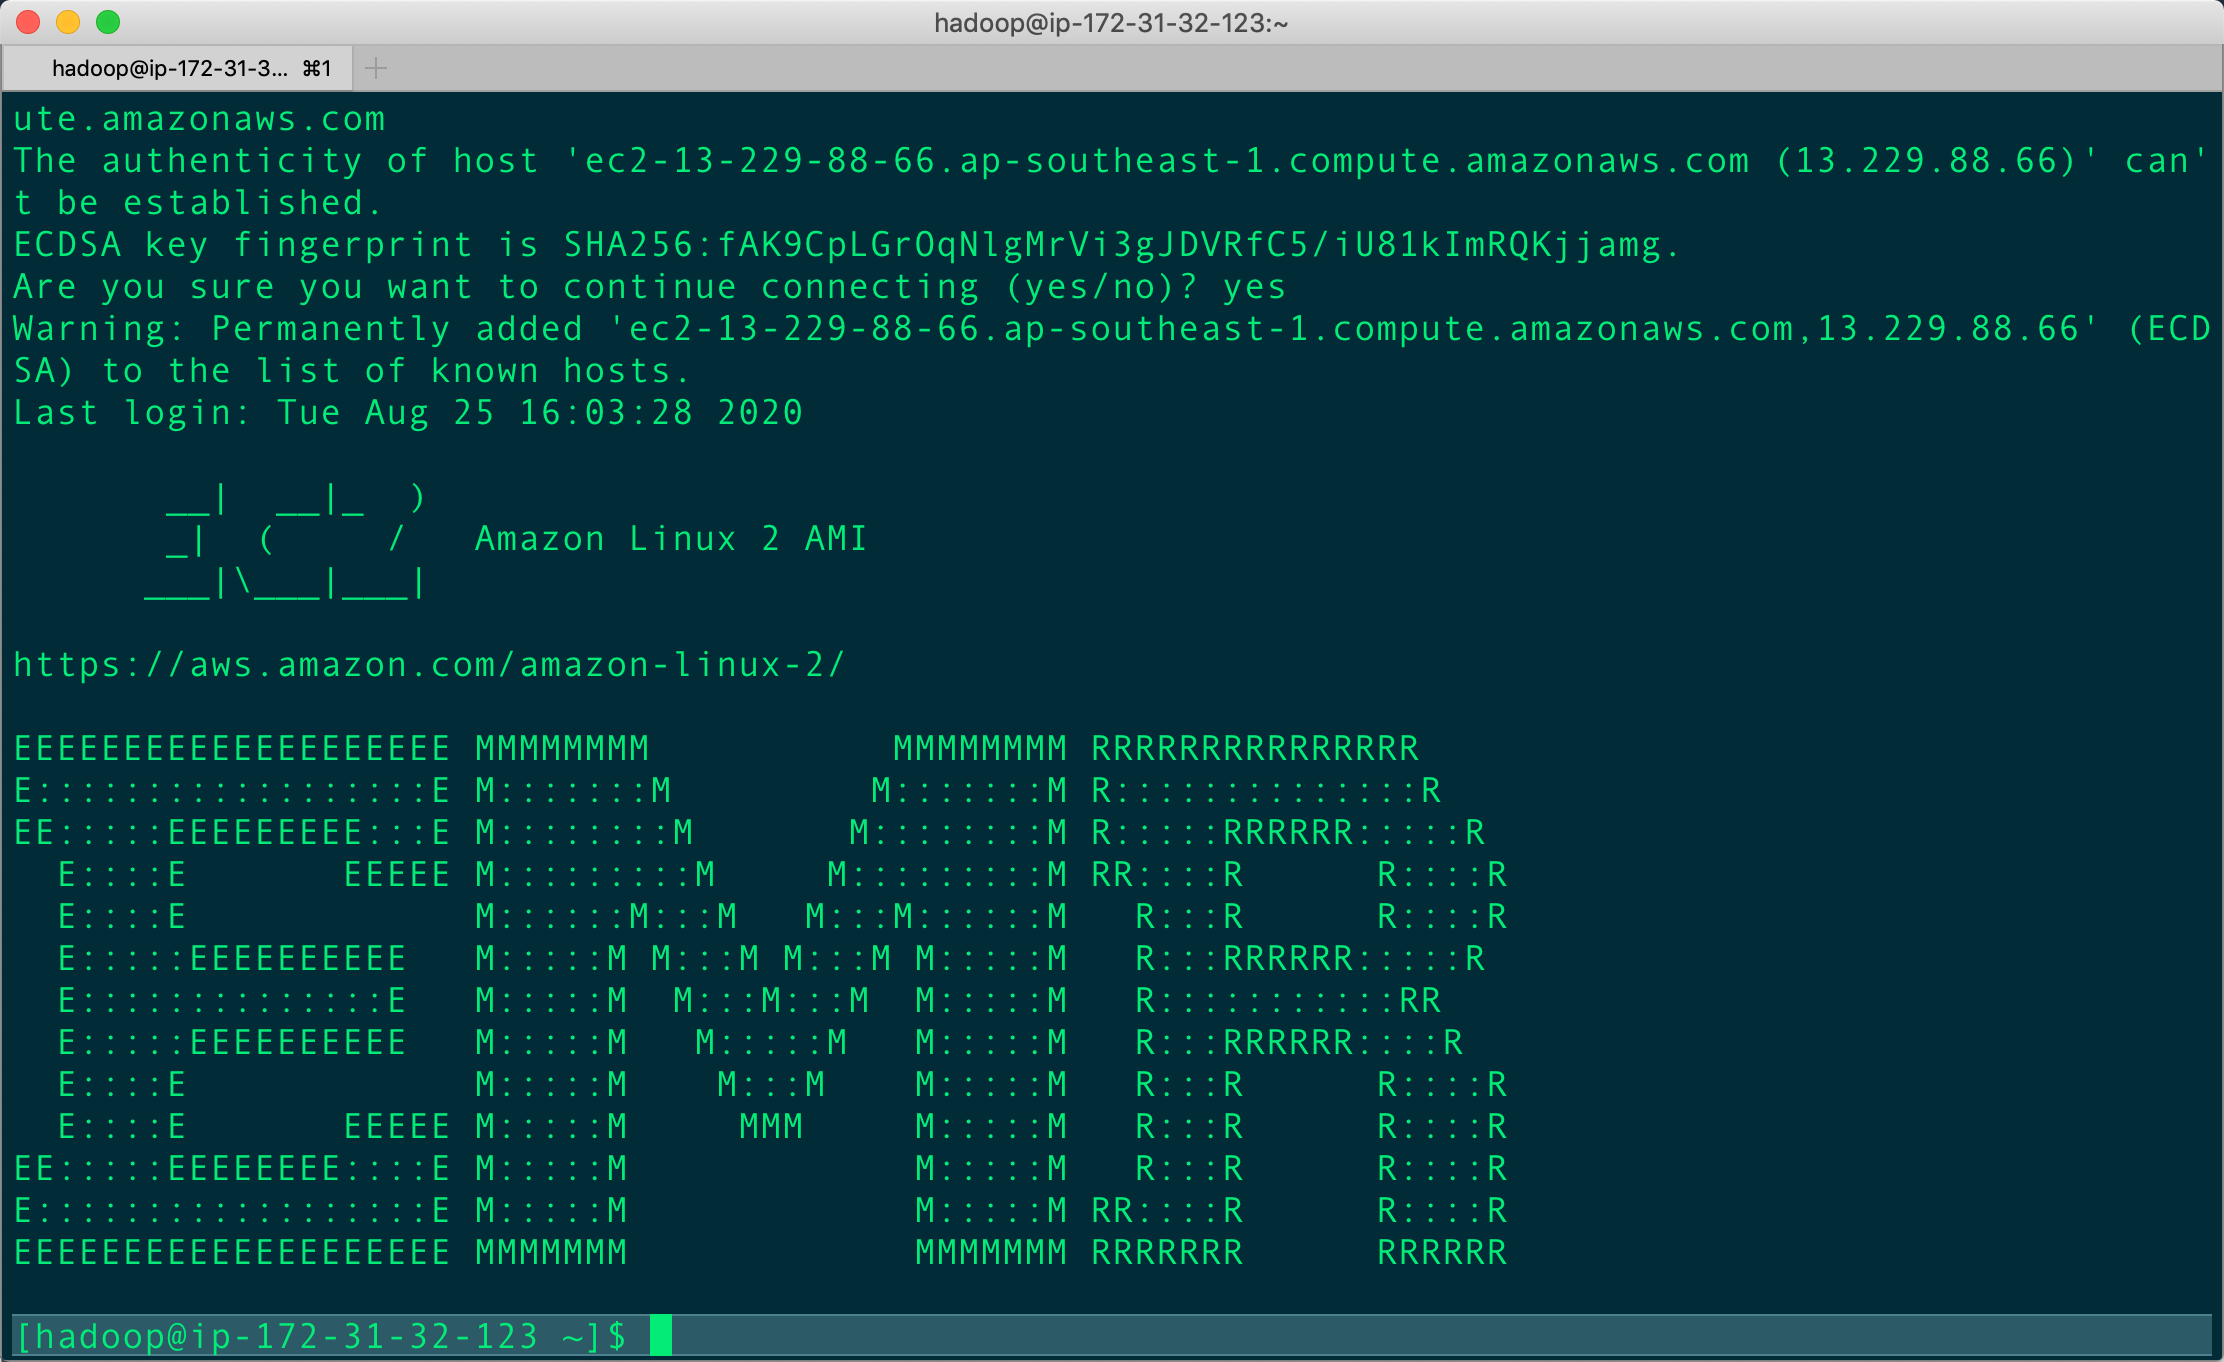 hadoop@ip-172-31-32-123:~
hadoop@ip-172-31-3... ⌘1
ute.amazonaws.com
The authenticity of host 'ec2-13-229-88-66.ap-southeast-1.compute.amazonaws.com (13.229.88.66)' can'
t be established.
ECDSA key fingerprint is SHA256:fAK9CpLGrOqNlgMrVi3gJDVRfC5/iU81kImRQKjjamg.
Are you sure you want to continue connecting (yes/no)? yes
Warning: Permanently added 'ec2-13-229-88-66.ap-southeast-1.compute.amazonaws.com,13.229.88.66' (ECD
SA) to the list of known hosts.
Last login: Tue Aug 25 16:03:28 2020

       __|  __|_  )
       _|  (     /   Amazon Linux 2 AMI
      ___|\___|___|

https://aws.amazon.com/amazon-linux-2/

EEEEEEEEEEEEEEEEEEEE MMMMMMMM           MMMMMMMM RRRRRRRRRRRRRRR
E::::::::::::::::::E M:::::::M         M:::::::M R::::::::::::::R
EE:::::EEEEEEEEE:::E M::::::::M       M::::::::M R:::::RRRRRR:::::R
  E::::E       EEEEE M:::::::::M     M:::::::::M RR::::R      R::::R
  E::::E             M::::::M:::M   M:::M::::::M   R:::R      R::::R
  E:::::EEEEEEEEEE   M:::::M M:::M M:::M M:::::M   R:::RRRRRR:::::R
  E::::::::::::::E   M:::::M  M:::M:::M  M:::::M   R:::::::::::RR
  E:::::EEEEEEEEEE   M:::::M   M:::::M   M:::::M   R:::RRRRRR::::R
  E::::E             M:::::M    M:::M    M:::::M   R:::R      R::::R
  E::::E       EEEEE M:::::M     MMM     M:::::M   R:::R      R::::R
EE:::::EEEEEEEE::::E M:::::M             M:::::M   R:::R      R::::R
E::::::::::::::::::E M:::::M             M:::::M RR::::R      R::::R
EEEEEEEEEEEEEEEEEEEE MMMMMMM             MMMMMMM RRRRRRR      RRRRRR

[hadoop@ip-172-31-32-123 ~]$